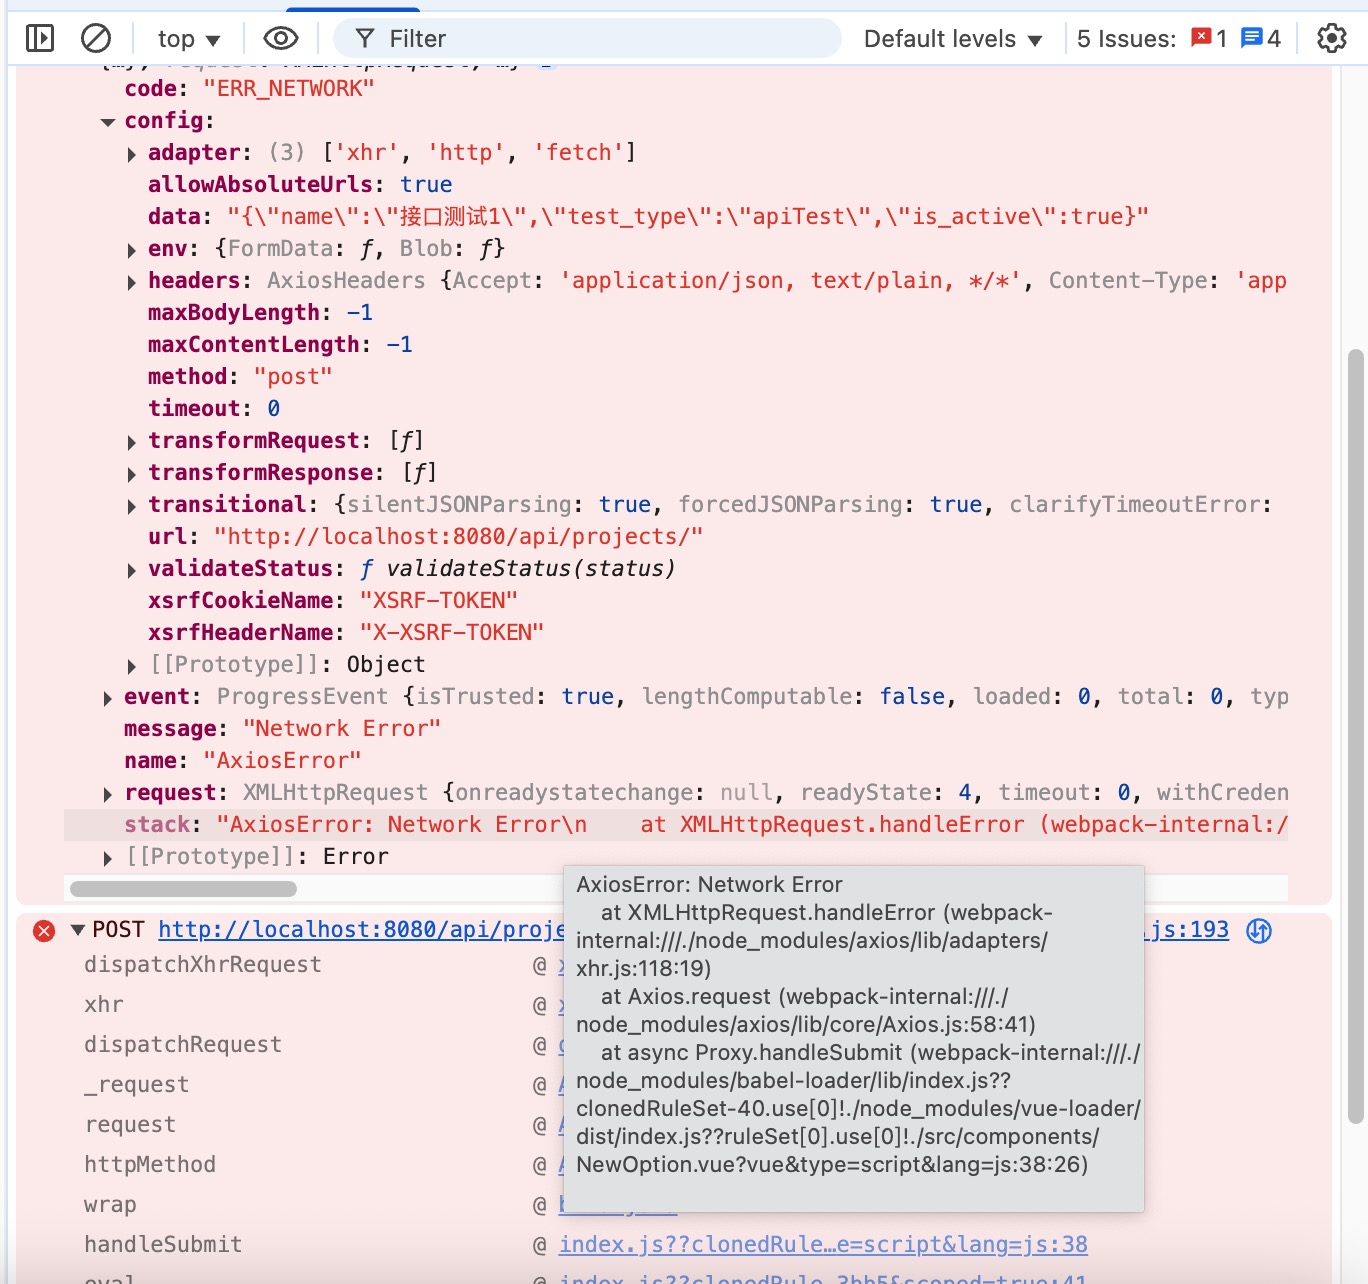 top ▼ Filter Default levels ▼ 5 Issues: 1 4
code: "ERR_NETWORK"
config:
adapter: (3) ['xhr', 'http', 'fetch']
allowAbsoluteUrls: true
data: "{\"name\":\"接口测试1\",\"test_type\":\"apiTest\",\"is_active\":true}"
env: {FormData: ƒ, Blob: ƒ}
headers: AxiosHeaders {Accept: 'application/json, text/plain, */*', Content-Type: 'app
maxBodyLength: -1
maxContentLength: -1
method: "post"
timeout: 0
transformRequest: [ƒ]
transformResponse: [ƒ]
transitional: {silentJSONParsing: true, forcedJSONParsing: true, clarifyTimeoutError:
url: "http://localhost:8080/api/projects/"
validateStatus: ƒ validateStatus(status)
xsrfCookieName: "XSRF-TOKEN"
xsrfHeaderName: "X-XSRF-TOKEN"
[[Prototype]]: Object
event: ProgressEvent {isTrusted: true, lengthComputable: false, loaded: 0, total: 0, typ
message: "Network Error"
name: "AxiosError"
request: XMLHttpRequest {onreadystatechange: null, readyState: 4, timeout: 0, withCreden
stack: "AxiosError: Network Error\n    at XMLHttpRequest.handleError (webpack-internal:/
[[Prototype]]: Error
AxiosError: Network Error
at XMLHttpRequest.handleError (webpack-
internal:///./node_modules/axios/lib/adapters/
xhr.js:118:19)
at Axios.request (webpack-internal:///./
node_modules/axios/lib/core/Axios.js:58:41)
at async Proxy.handleSubmit (webpack-internal:///./
node_modules/babel-loader/lib/index.js??
clonedRuleSet-40.use[0]!./node_modules/vue-loader/
dist/index.js??ruleSet[0].use[0]!./src/components/
NewOption.vue?vue&type=script&lang=js:38:26)
POST http://localhost:8080/api/proje js:193
dispatchXhrRequest @
xhr @
dispatchRequest @
_request @
request @
httpMethod @
wrap @
handleSubmit @ index.js??clonedRule…e=script&lang=js:38